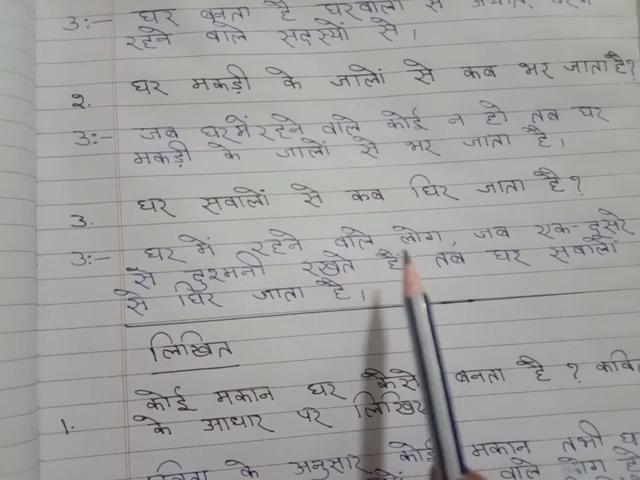 उ:- घर बनता है घरवालों से अर्थात् घर में
रहने वाले सदस्यों से।
2. घर मकड़ी के जालों से कब भर जाता है?
उ:- जब घर में रहने वाले कोई न हो तब घर
मकड़ी के जालों से भर जाता है।
3. घर सवालों से कब घिर जाता है?
उ:- घर में रहने वाले लोग, जब एक-दूसरे
से दुश्मनी रखते हैं तब घर सवालों
से घिर जाता है।
लिखित
1. कोई मकान घर कैसे बनता है? कवि
के आधार पर लिखिए
के अनुसार कोई मकान तभी घ
वाले लोग